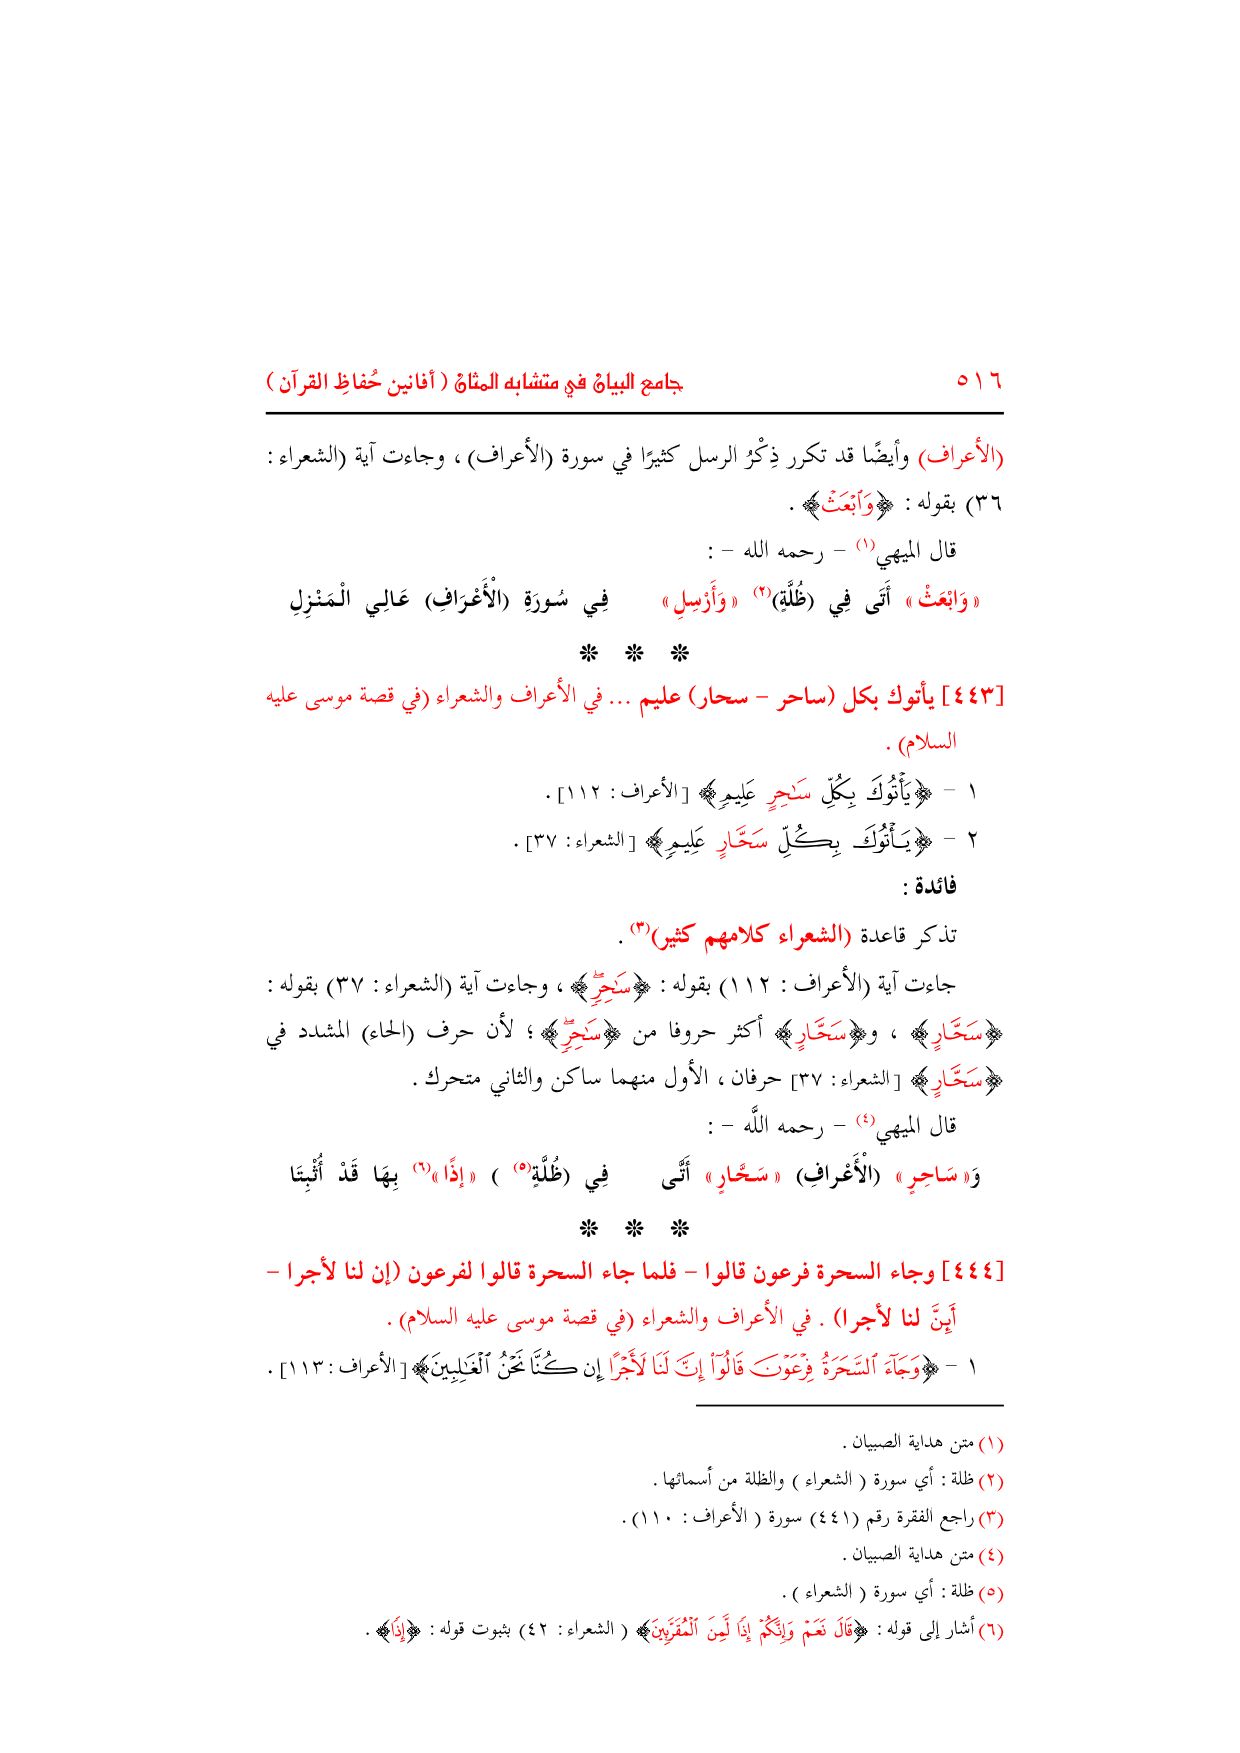 ٥١٦ جامع البيان في متشابه المثان ( أفانين حُفاظِ القرآن )
(الأعراف) وأيضًا قد تكرر ذِكْرُ الرسل كثيرًا في سورة (الأعراف) ، وجاءت آية (الشعراء :
٣٦) بقوله : ﴿وَٱبۡعَثۡ﴾ .
قال الميهي(١) – رحمه الله – :
« وَابْعَثْ » أَتَى فِي (ظُلَّةٍ)(٢) « وَأَرْسِلِ » فِي سُورَةِ (الْأَعْرَافِ) عَالِي الْمَنْزِلِ
❋ ❋ ❋
[٤٤٣] يأتوك بكل (ساحر – سحار) عليم ... في الأعراف والشعراء (في قصة موسى عليه
السلام) .
١ – ﴿يَأۡتُوكَ بِكُلِّ سَٰحِرٍ عَلِيمٖ﴾ [الأعراف : ١١٢] .
٢ – ﴿يَأۡتُوكَ بِكُلِّ سَحَّارٍ عَلِيمٖ﴾ [الشعراء : ٣٧] .
فائدة :
تذكر قاعدة (الشعراء كلامهم كثير)(٣) .
جاءت آية (الأعراف : ١١٢) بقوله : ﴿سَٰحِرٖۖ﴾ ، وجاءت آية (الشعراء : ٣٧) بقوله :
﴿سَحَّارٍ﴾ ، و﴿سَحَّارٍ﴾ أكثر حروفا من ﴿سَٰحِرٖۖ﴾ ؛ لأن حرف (الحاء) المشدد في
﴿سَحَّارٍ﴾ [الشعراء : ٣٧] حرفان ، الأول منهما ساكن والثاني متحرك .
قال الميهي(٤) – رحمه اللَّه – :
وَ« سَاحِرٍ » (الْأَعْرافِ) « سَحَّارٍ » أَتَّى فِي (ظُلَّةٍ(٥) ) « إِذًا »(٦) بِهَا قَدْ أُثْبِتَا
❋ ❋ ❋
[٤٤٤] وجاء السحرة فرعون قالوا – فلما جاء السحرة قالوا لفرعون (إن لنا لأجرا –
أَئِنَّ لنا لأجرا) . في الأعراف والشعراء (في قصة موسى عليه السلام) .
١ – ﴿وَجَآءَ ٱلسَّحَرَةُ فِرۡعَوۡنَ قَالُوٓاْ إِنَّ لَنَا لَأَجۡرًا إِن كُنَّا نَحۡنُ ٱلۡغَٰلِبِينَ﴾ [الأعراف : ١١٣] .
(١) متن هداية الصبيان .
(٢) ظلة : أي سورة ( الشعراء ) والظلة من أسمائها .
(٣) راجع الفقرة رقم (٤٤١) سورة ( الأعراف : ١١٠) .
(٤) متن هداية الصبيان .
(٥) ظلة : أي سورة ( الشعراء ) .
(٦) أشار إلى قوله : ﴿قَالَ نَعَمۡ وَإِنَّكُمۡ إِذٗا لَّمِنَ ٱلۡمُقَرَّبِينَ﴾ ( الشعراء : ٤٢) بثبوت قوله : ﴿إِذٗا﴾ .